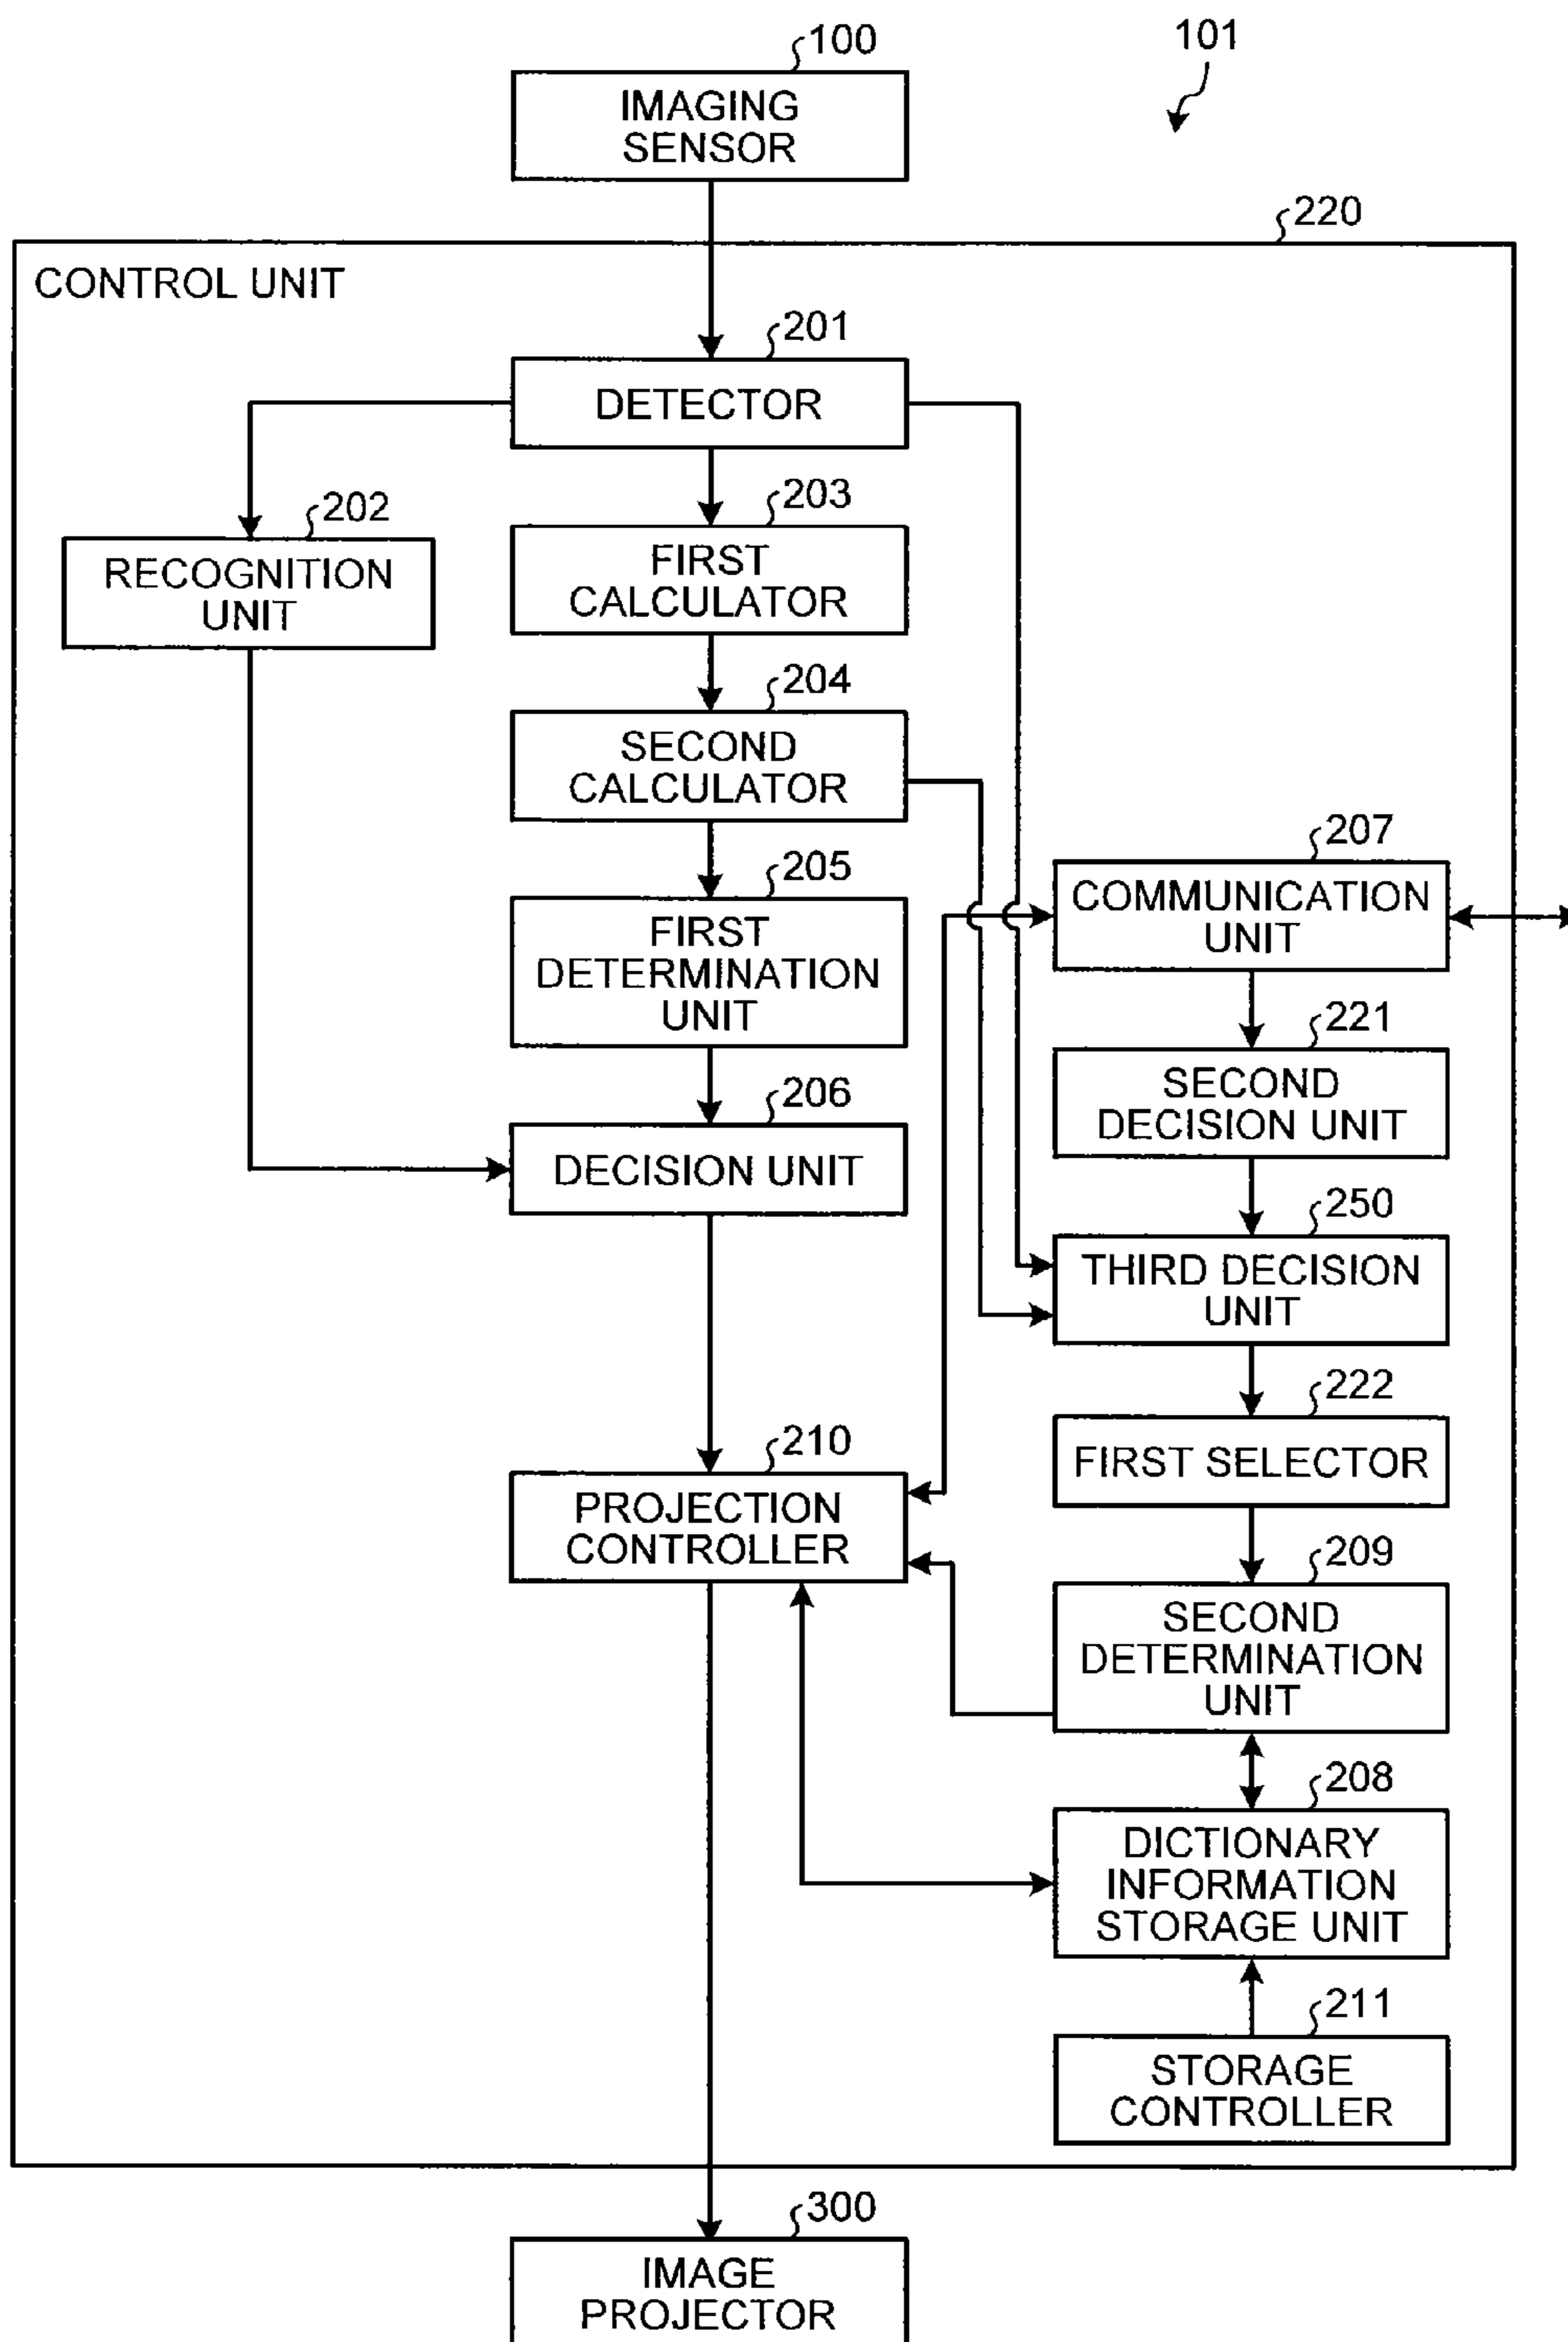 100
101
IMAGING
SENSOR
220
CONTROL UNIT
201
DETECTOR
202
RECOGNITION
UNIT
203
FIRST
CALCULATOR
204
SECOND
CALCULATOR
205
FIRST
DETERMINATION
UNIT
206
DECISION UNIT
207
COMMUNICATION
UNIT
221
SECOND
DECISION UNIT
250
THIRD DECISION
UNIT
222
FIRST SELECTOR
210
PROJECTION
CONTROLLER
209
SECOND
DETERMINATION
UNIT
208
DICTIONARY
INFORMATION
STORAGE UNIT
211
STORAGE
CONTROLLER
300
IMAGE
PROJECTOR